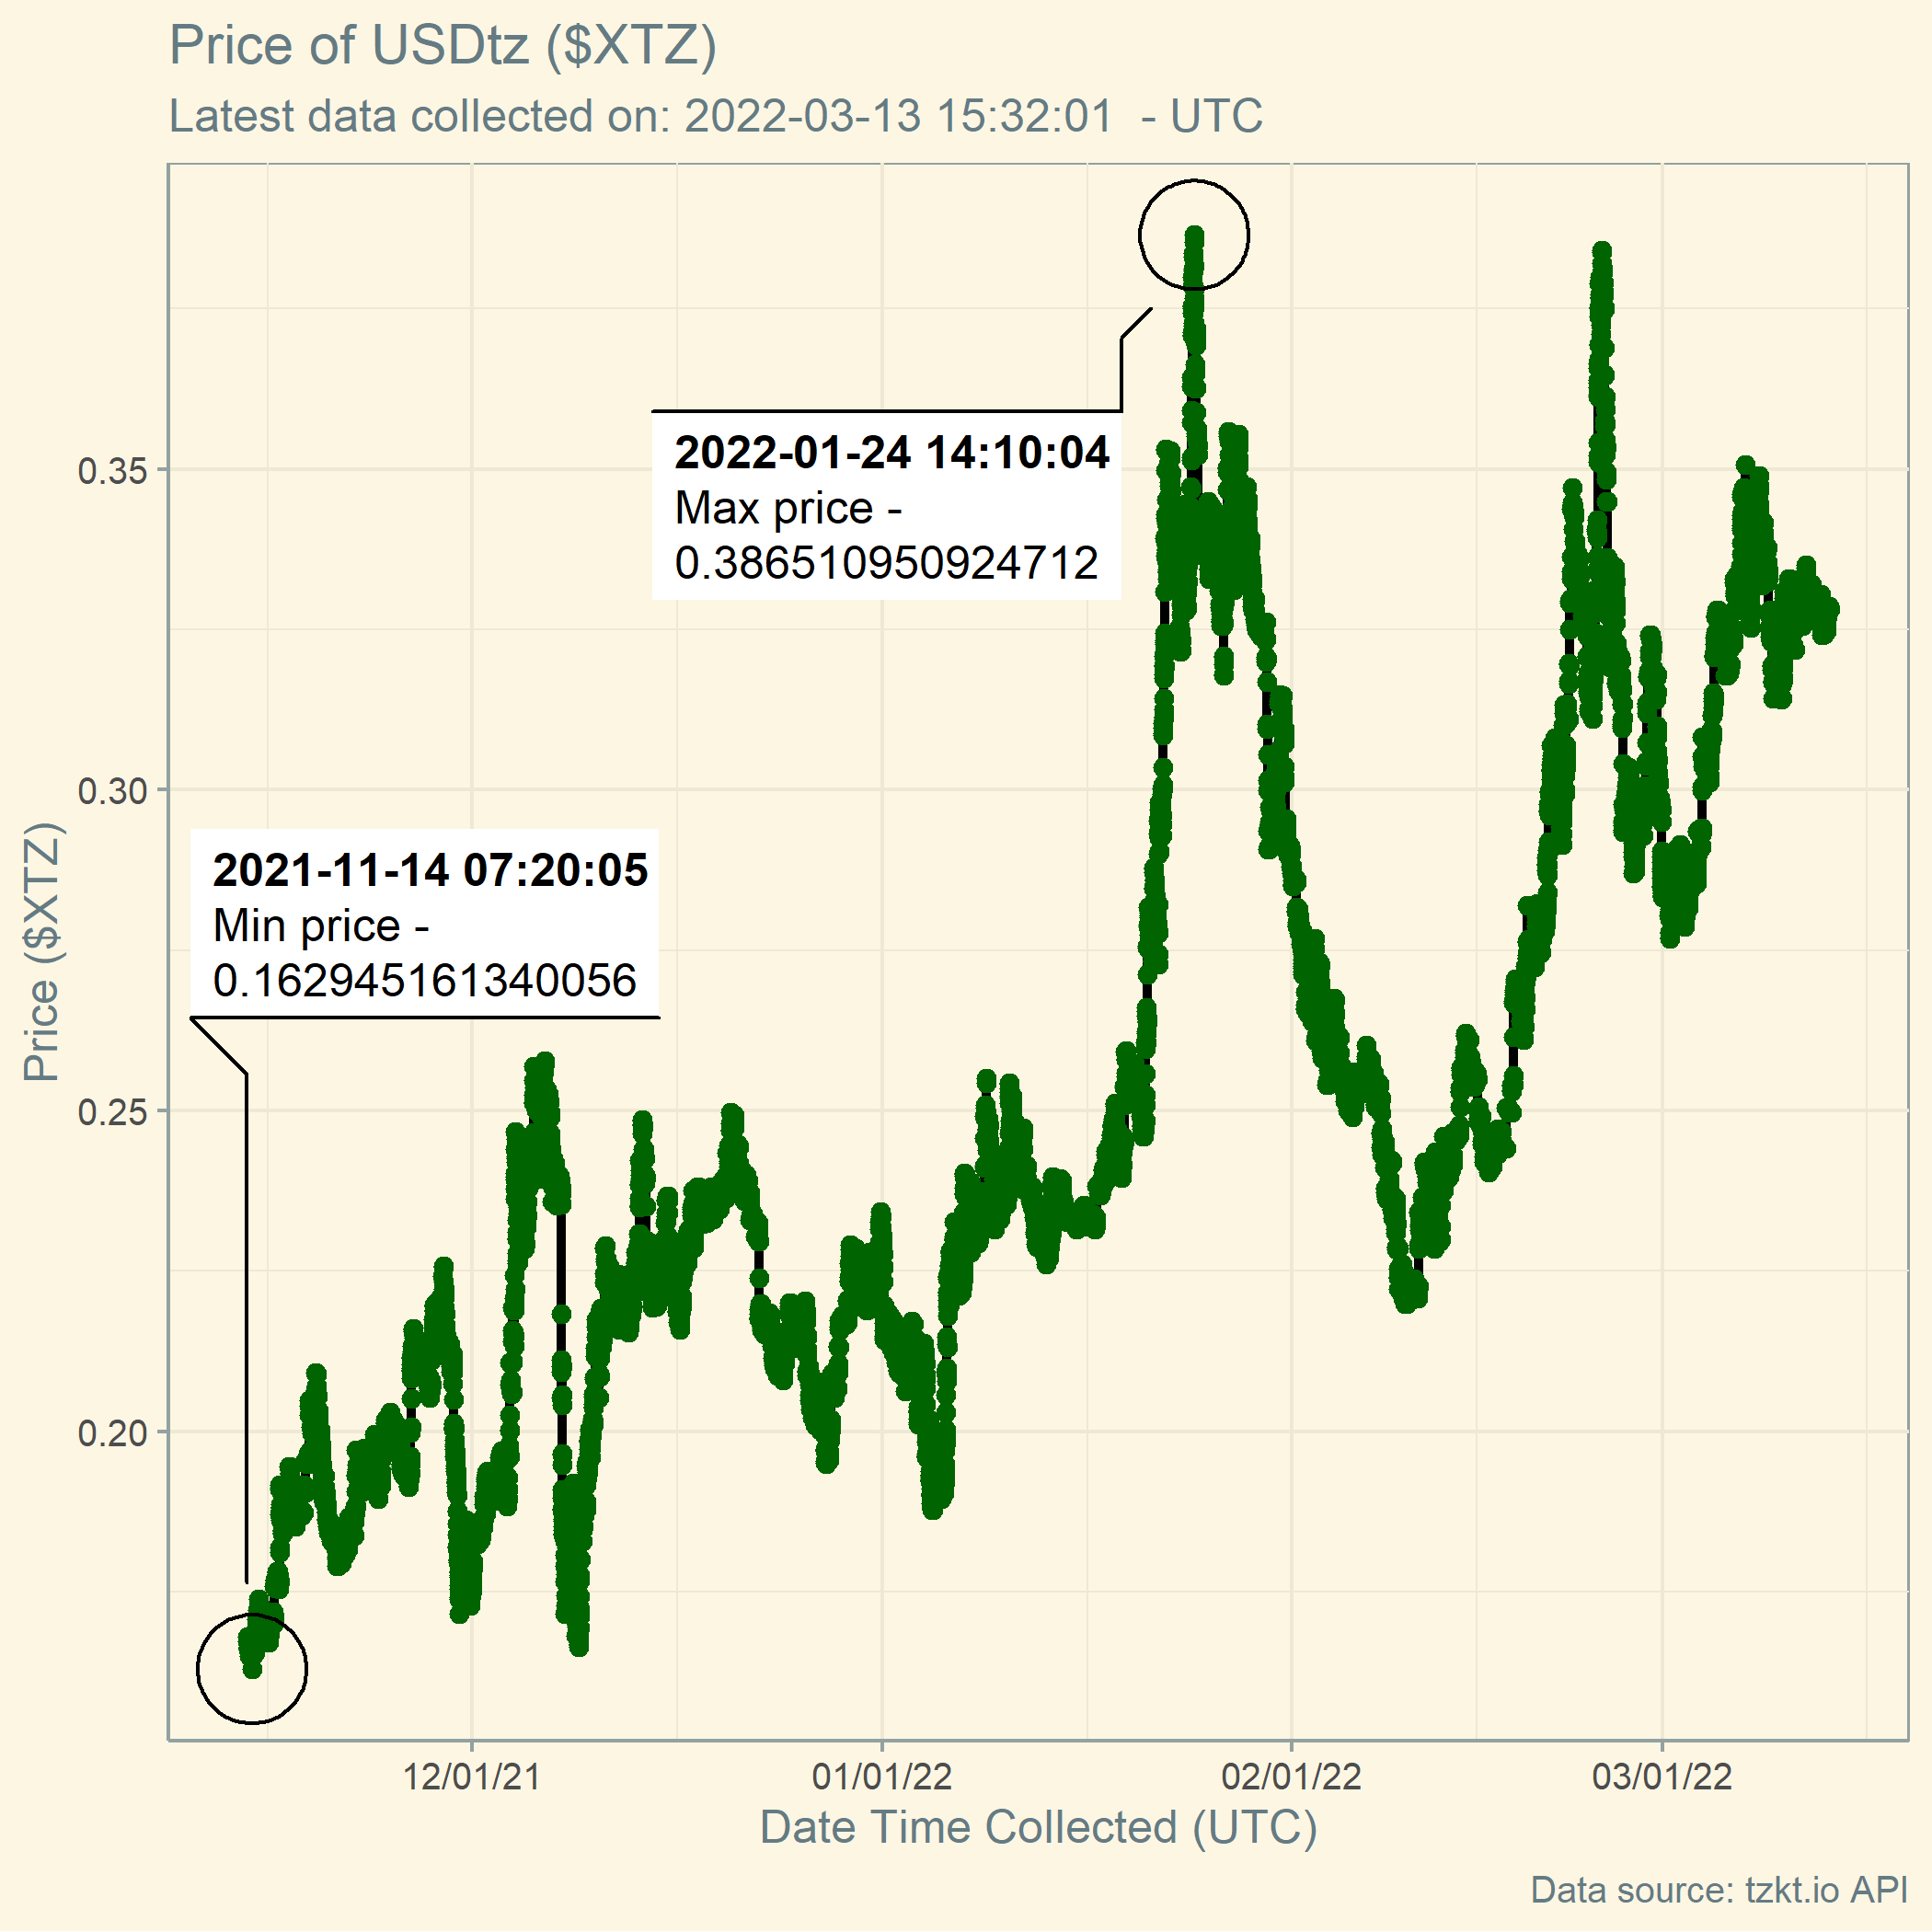 Price of USDtz ($XTZ)
Latest data collected on: 2022-03-13 15:32:01  - UTC
2022-01-24 14:10:04
Max price -
0.386510950924712
2021-11-14 07:20:05
Min price -
0.162945161340056
Price ($XTZ)
0.35
0.30
0.25
0.20
12/01/21
01/01/22
02/01/22
03/01/22
Date Time Collected (UTC)
Data source: tzkt.io API